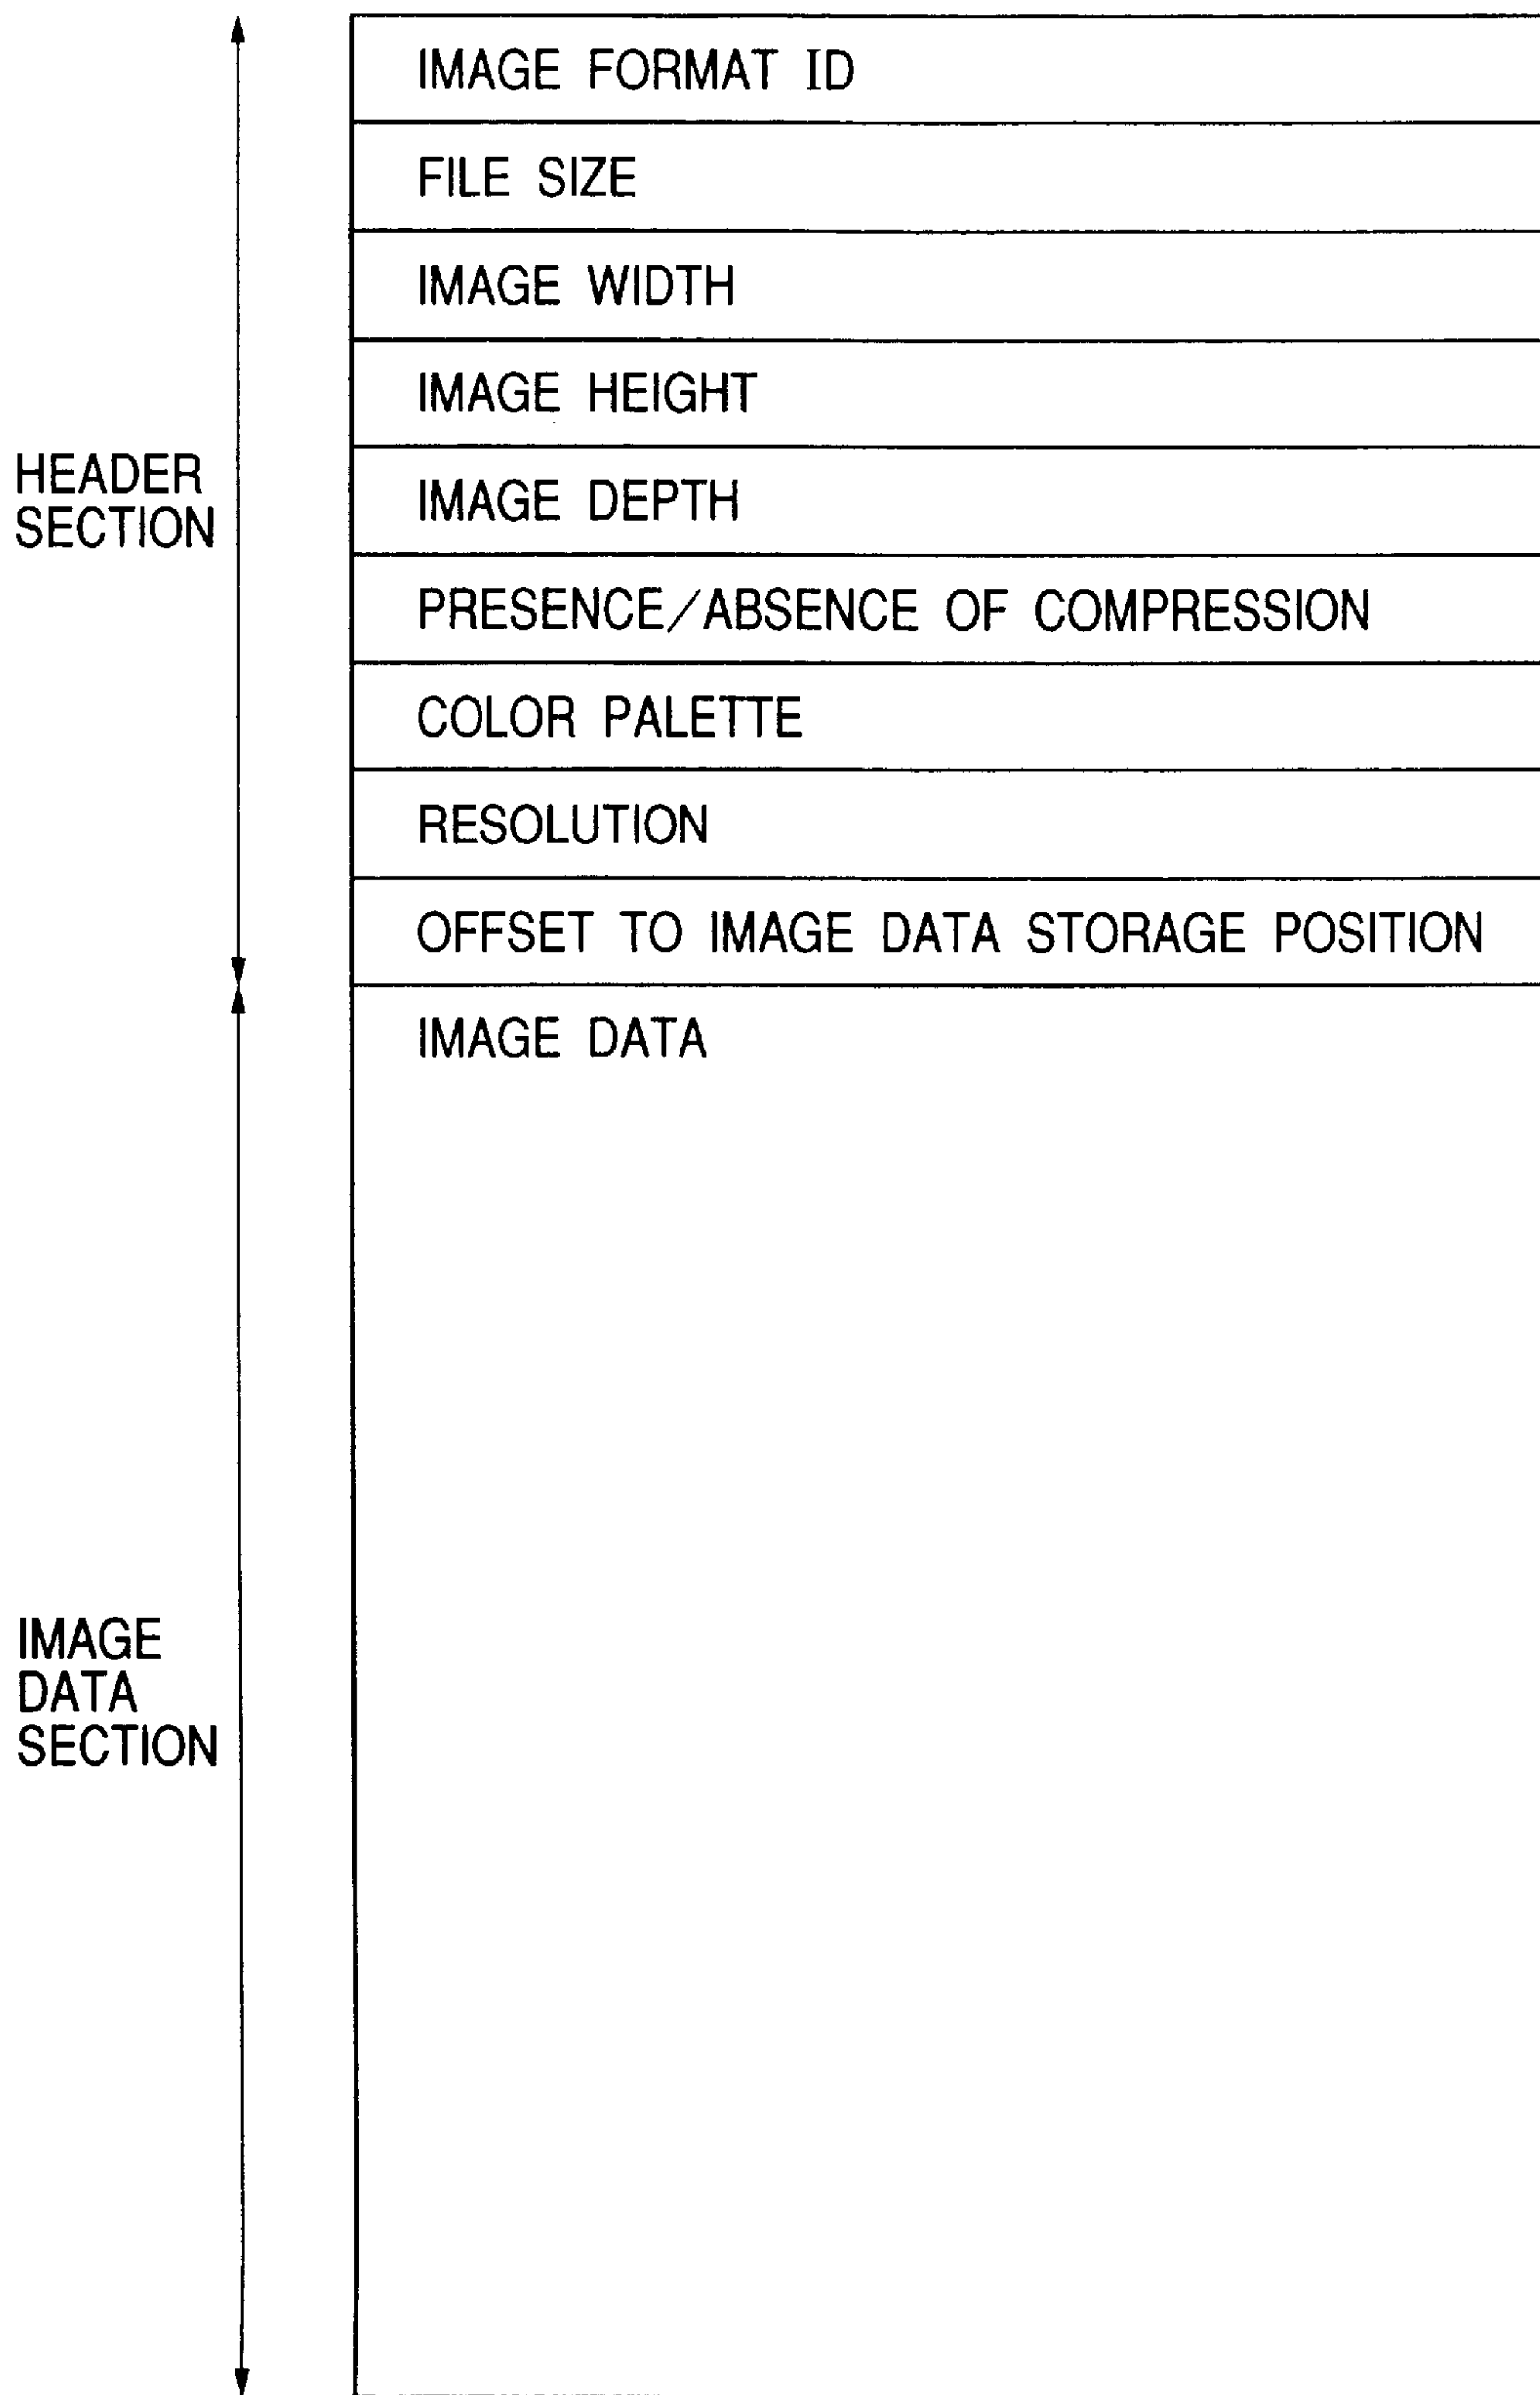 IMAGE FORMAT ID
FILE SIZE
IMAGE WIDTH
IMAGE HEIGHT
HEADER
SECTION
IMAGE DEPTH
PRESENCE/ABSENCE OF COMPRESSION
COLOR PALETTE
RESOLUTION
OFFSET TO IMAGE DATA STORAGE POSITION
IMAGE DATA
IMAGE
DATA
SECTION